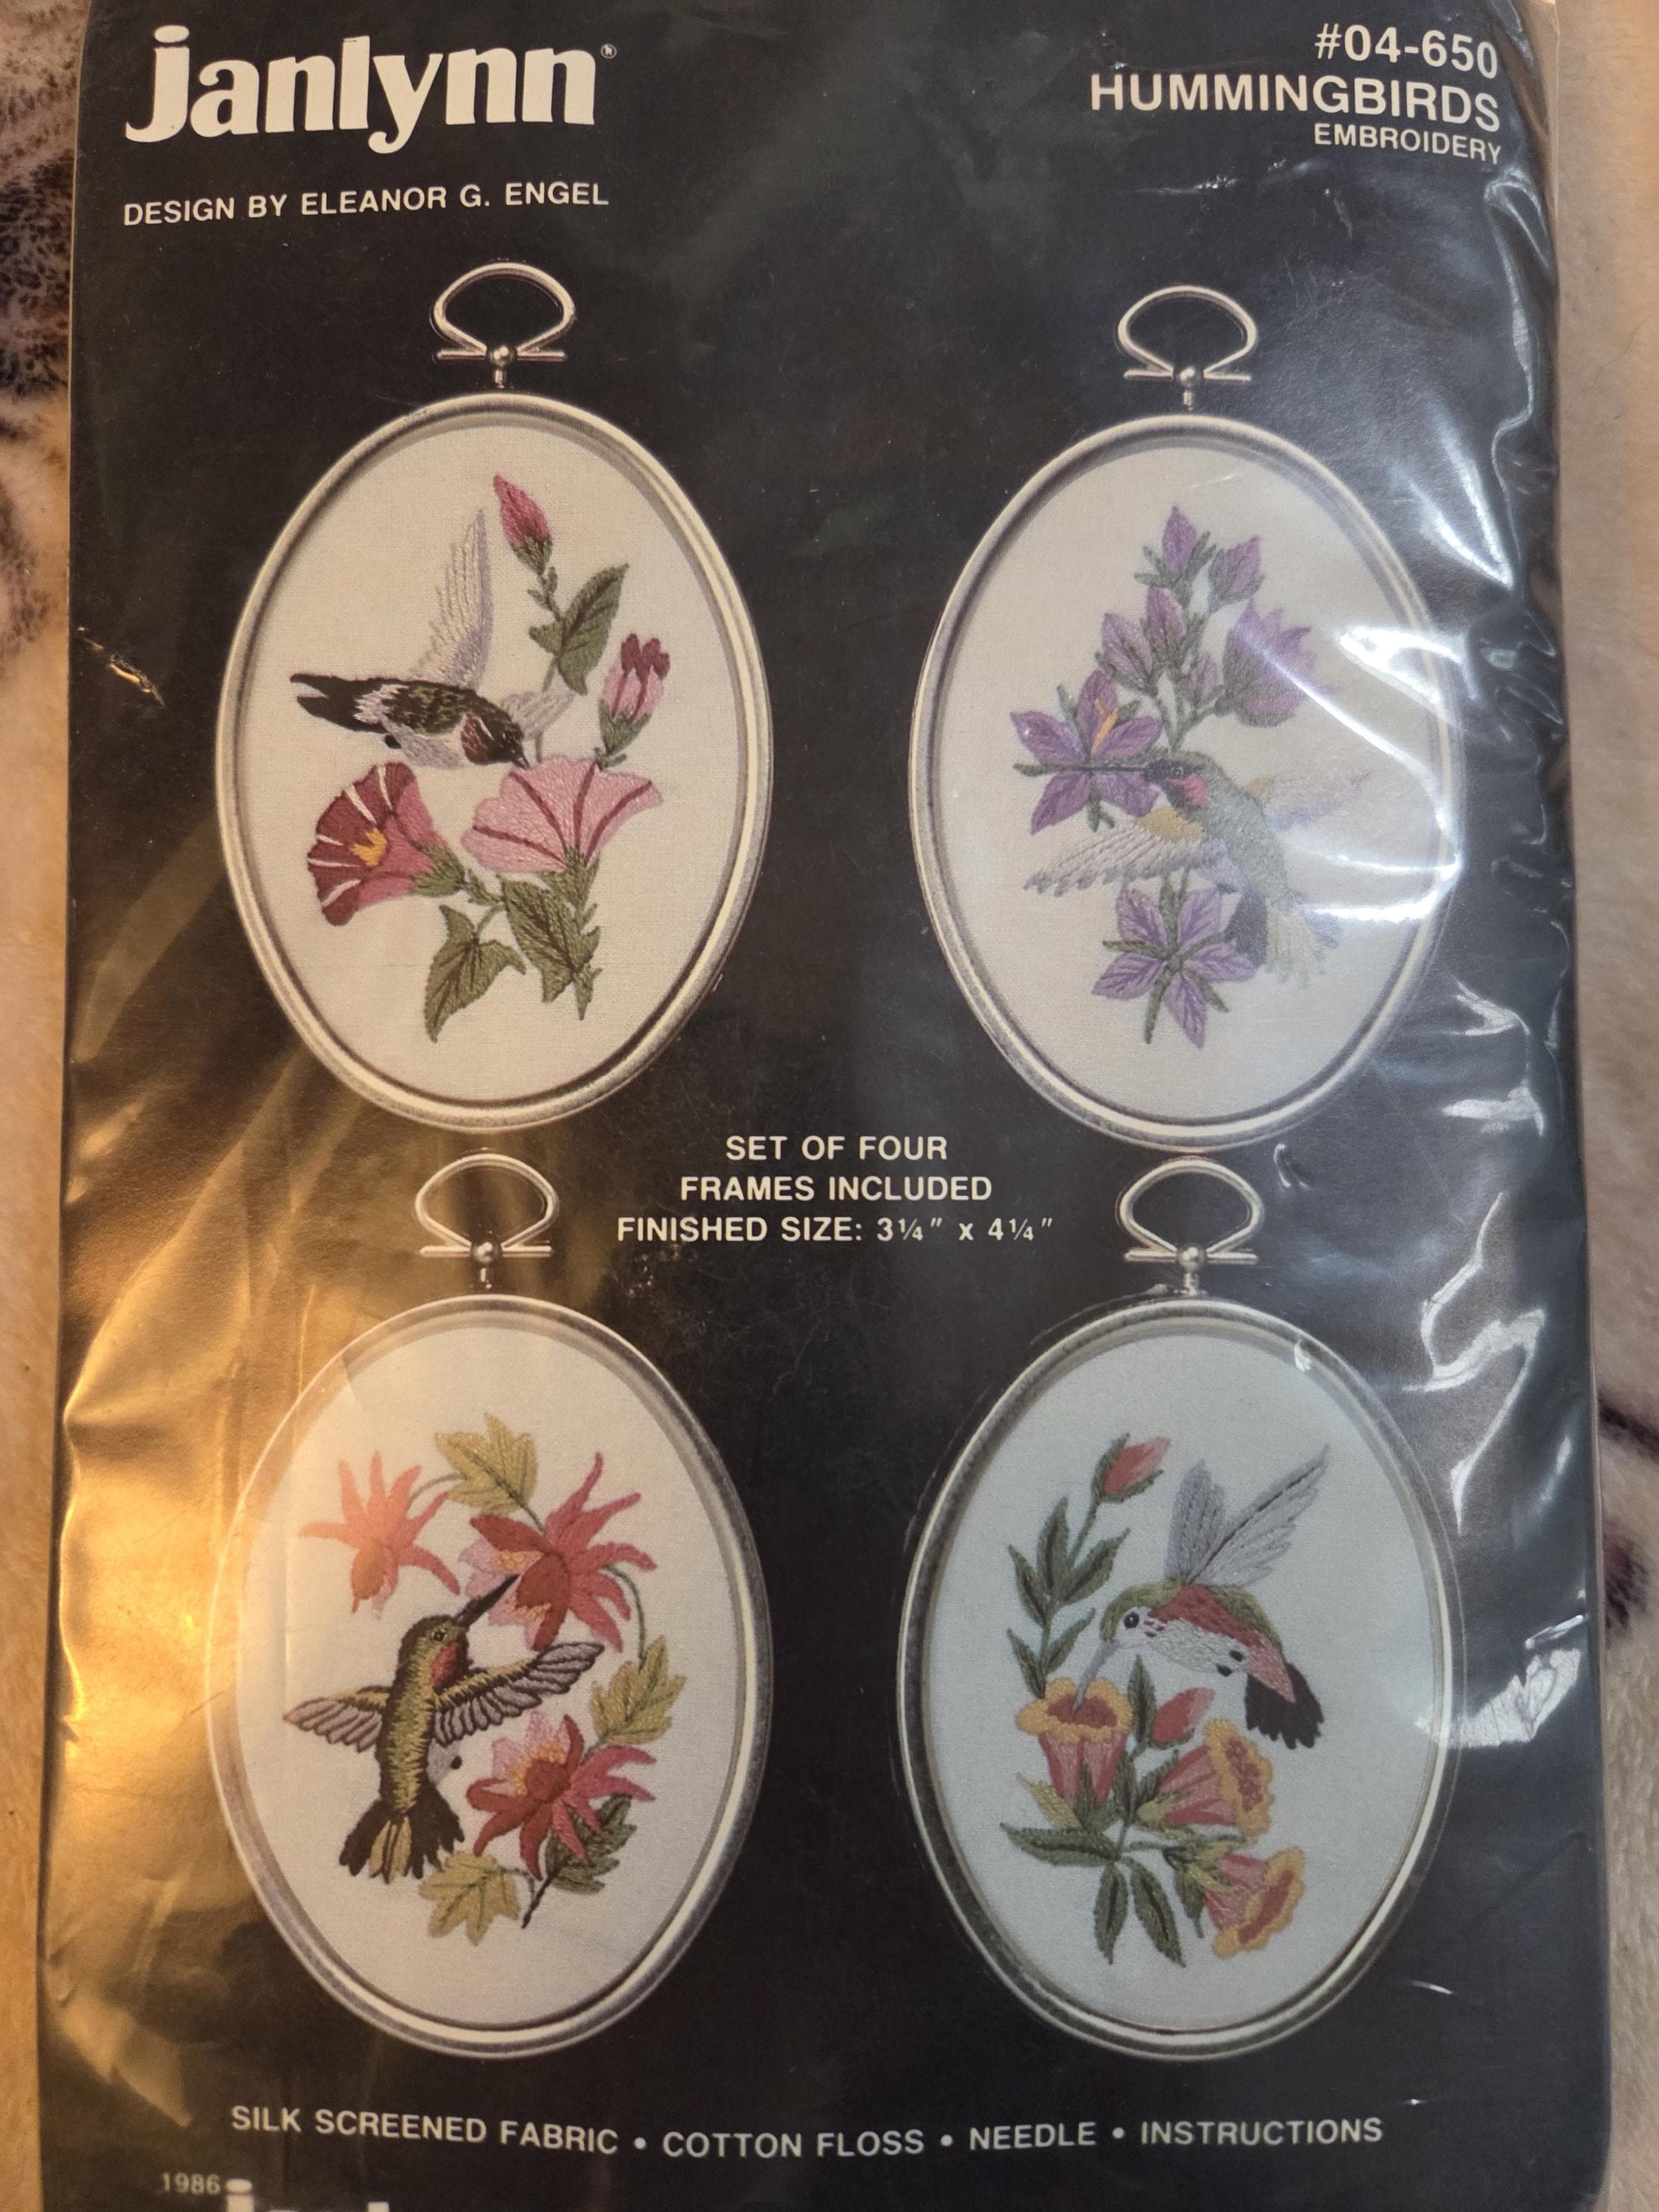 janlynn®
#04-650
HUMMINGBIRDS
EMBROIDERY
DESIGN BY ELEANOR G. ENGEL
SET OF FOUR
FRAMES INCLUDED
FINISHED SIZE: 3¼" x 4¼"
SILK SCREENED FABRIC • COTTON FLOSS • NEEDLE • INSTRUCTIONS
1986